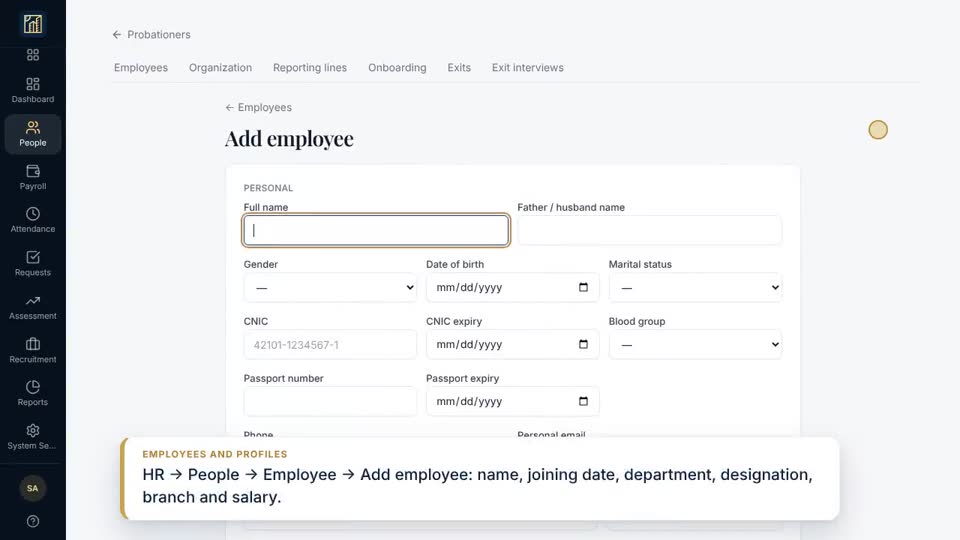 ← Probationers
Employees Organization Reporting lines Onboarding Exits Exit interviews
← Employees
Add employee
Dashboard
People
Payroll
Attendance
Requests
Assessment
Recruitment
Reports
System Se...
SA
PERSONAL
Full name Father / husband name
Gender Date of birth Marital status
— mm/dd/yyyy —
CNIC CNIC expiry Blood group
42101-1234567-1 mm/dd/yyyy —
Passport number Passport expiry
mm/dd/yyyy
Phone Personal email
EMPLOYEES AND PROFILES
HR → People → Employee → Add employee: name, joining date, department, designation,
branch and salary.